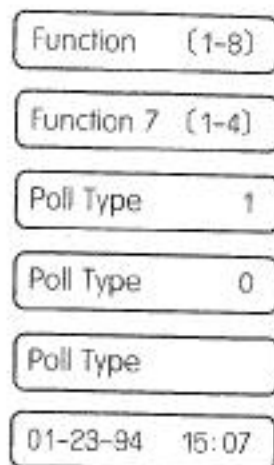 Function (1-8)
Function 7 (1-4)
Poll Type 1
Poll Type 0
Poll Type
01-23-94 15:07